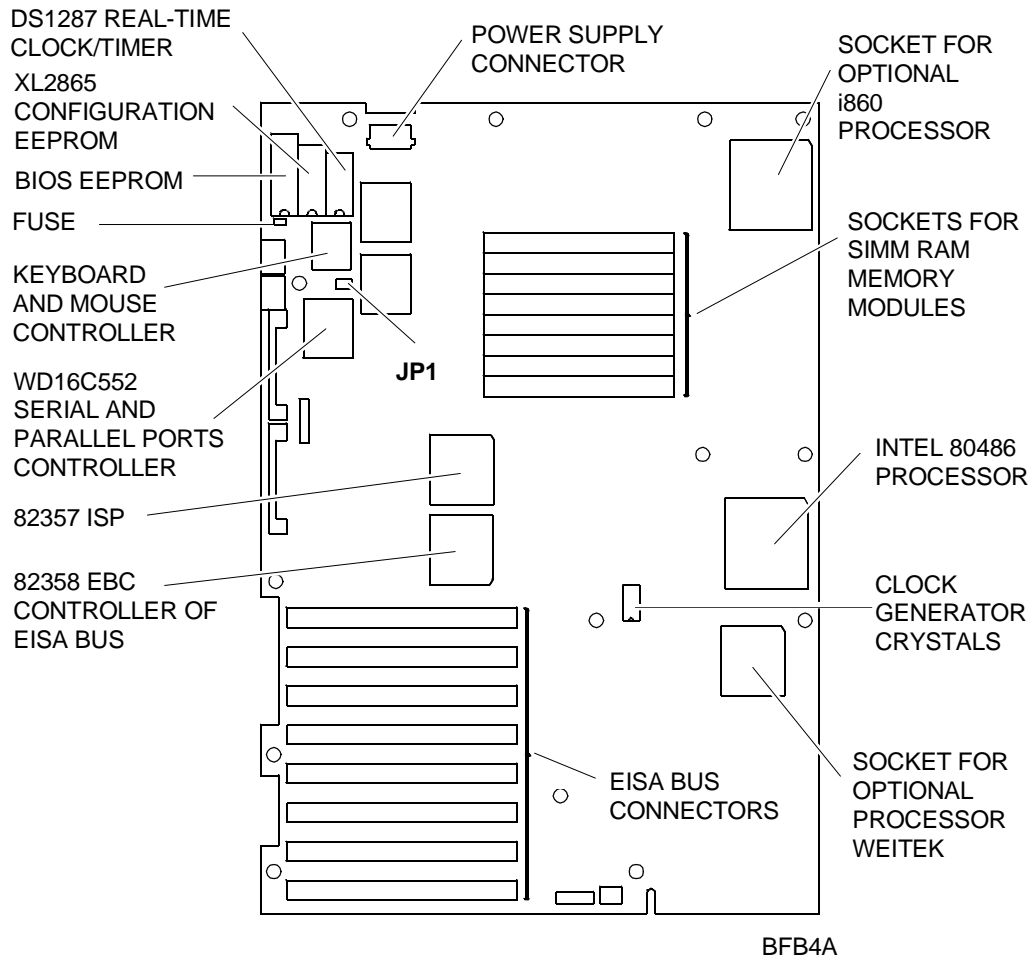 DS1287 REAL-TIME
CLOCK/TIMER
XL2865
CONFIGURATION
EEPROM
BIOS EEPROM
FUSE
KEYBOARD
AND MOUSE
CONTROLLER
WD16C552
SERIAL AND
PARALLEL PORTS
CONTROLLER
82357 ISP
82358 EBC
CONTROLLER OF
EISA BUS
POWER SUPPLY
CONNECTOR
JP1
EISA BUS
CONNECTORS
SOCKET FOR
OPTIONAL
i860
PROCESSOR
SOCKETS FOR
SIMM RAM
MEMORY
MODULES
INTEL 80486
PROCESSOR
CLOCK
GENERATOR
CRYSTALS
SOCKET FOR
OPTIONAL
PROCESSOR
WEITEK
BFB4A